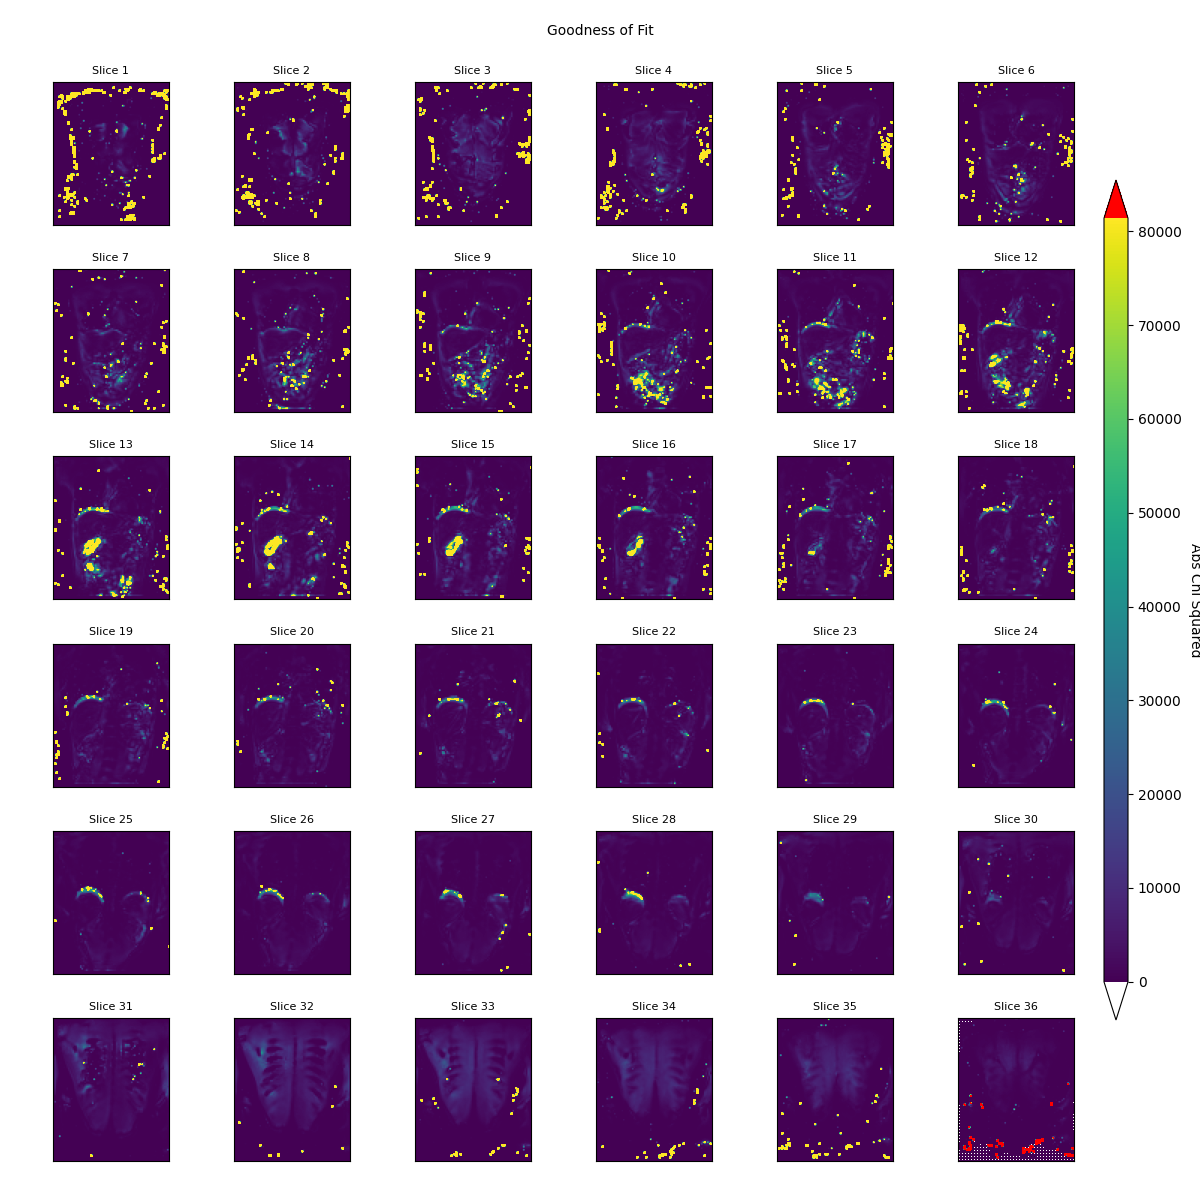 Goodness of Fit
Slice 1
Slice 2
Slice 3
Slice 4
Slice 5
Slice 6
Slice 7
Slice 8
Slice 9
Slice 10
Slice 11
Slice 12
Slice 13
Slice 14
Slice 15
Slice 16
Slice 17
Slice 18
Slice 19
Slice 20
Slice 21
Slice 22
Slice 23
Slice 24
Slice 25
Slice 26
Slice 27
Slice 28
Slice 29
Slice 30
Slice 31
Slice 32
Slice 33
Slice 34
Slice 35
Slice 36
80000
70000
60000
50000
40000
30000
20000
10000
0
Abs Chi Squared